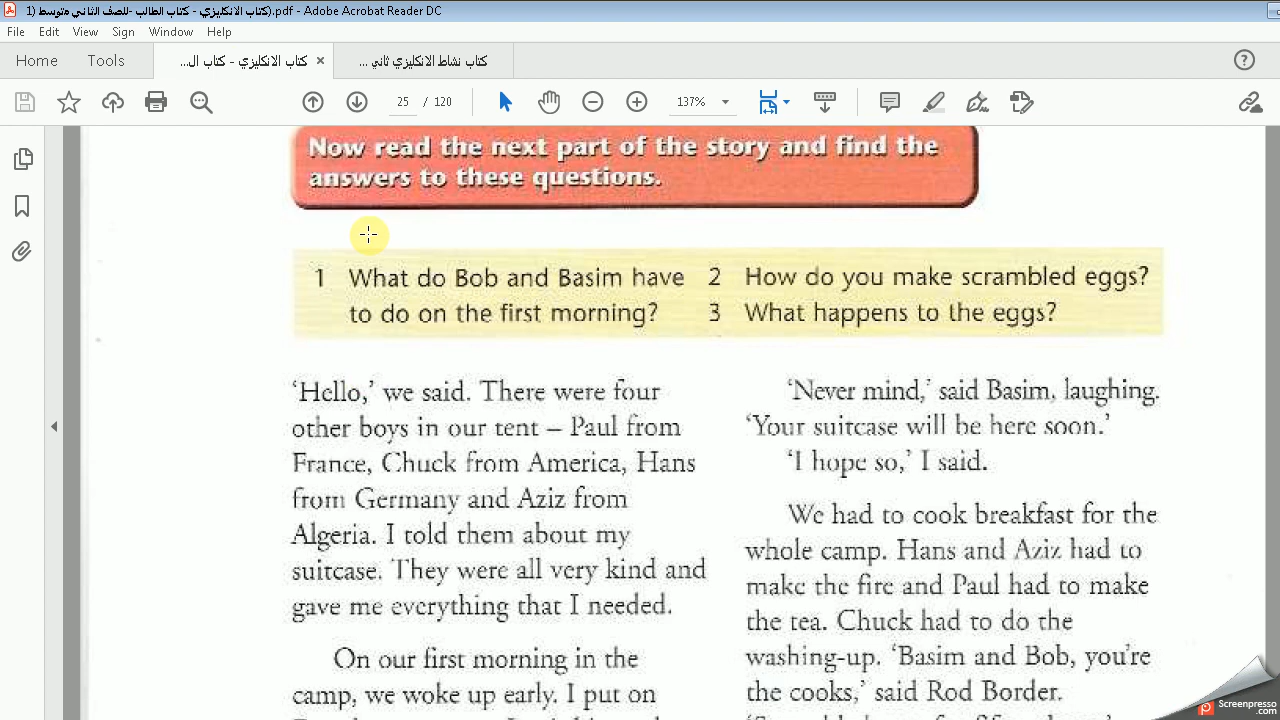 كتاب الانكليزي - كتاب الطالب -للصف الثاني متوسط (1).pdf - Adobe Acrobat Reader DC
File Edit View Sign Window Help
Home Tools كتاب الانكليزي - كتاب ال... × كتاب نشاط الانكليزي ثاني ...
25 / 120 137%
Now read the next part of the story and find the
answers to these questions.
1 What do Bob and Basim have
to do on the first morning?
2 How do you make scrambled eggs?
3 What happens to the eggs?
‘Hello,’ we said. There were four
other boys in our tent – Paul from
France, Chuck from America, Hans
from Germany and Aziz from
Algeria. I told them about my
suitcase. They were all very kind and
gave me everything that I needed.
On our first morning in the
camp, we woke up early. I put on
‘Never mind,’ said Basim, laughing.
‘Your suitcase will be here soon.’
‘I hope so,’ I said.
We had to cook breakfast for the
whole camp. Hans and Aziz had to
make the fire and Paul had to make
the tea. Chuck had to do the
washing-up. ‘Basim and Bob, you’re
the cooks,’ said Rod Border.
Screenpresso
.com